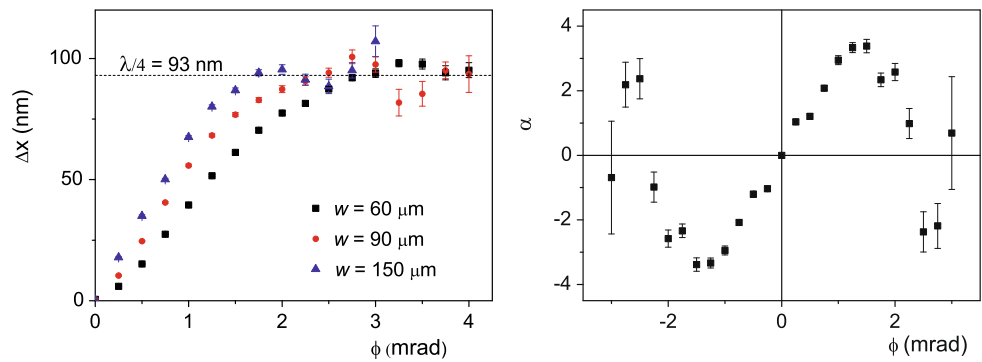 100
50
0
Δx (nm)
λ/4 = 93 nm
w = 60 μm
w = 90 μm
w = 150 μm
0 1 2 3 4
ϕ (mrad)
4
2
0
-2
-4
α
-2 0 2
ϕ (mrad)